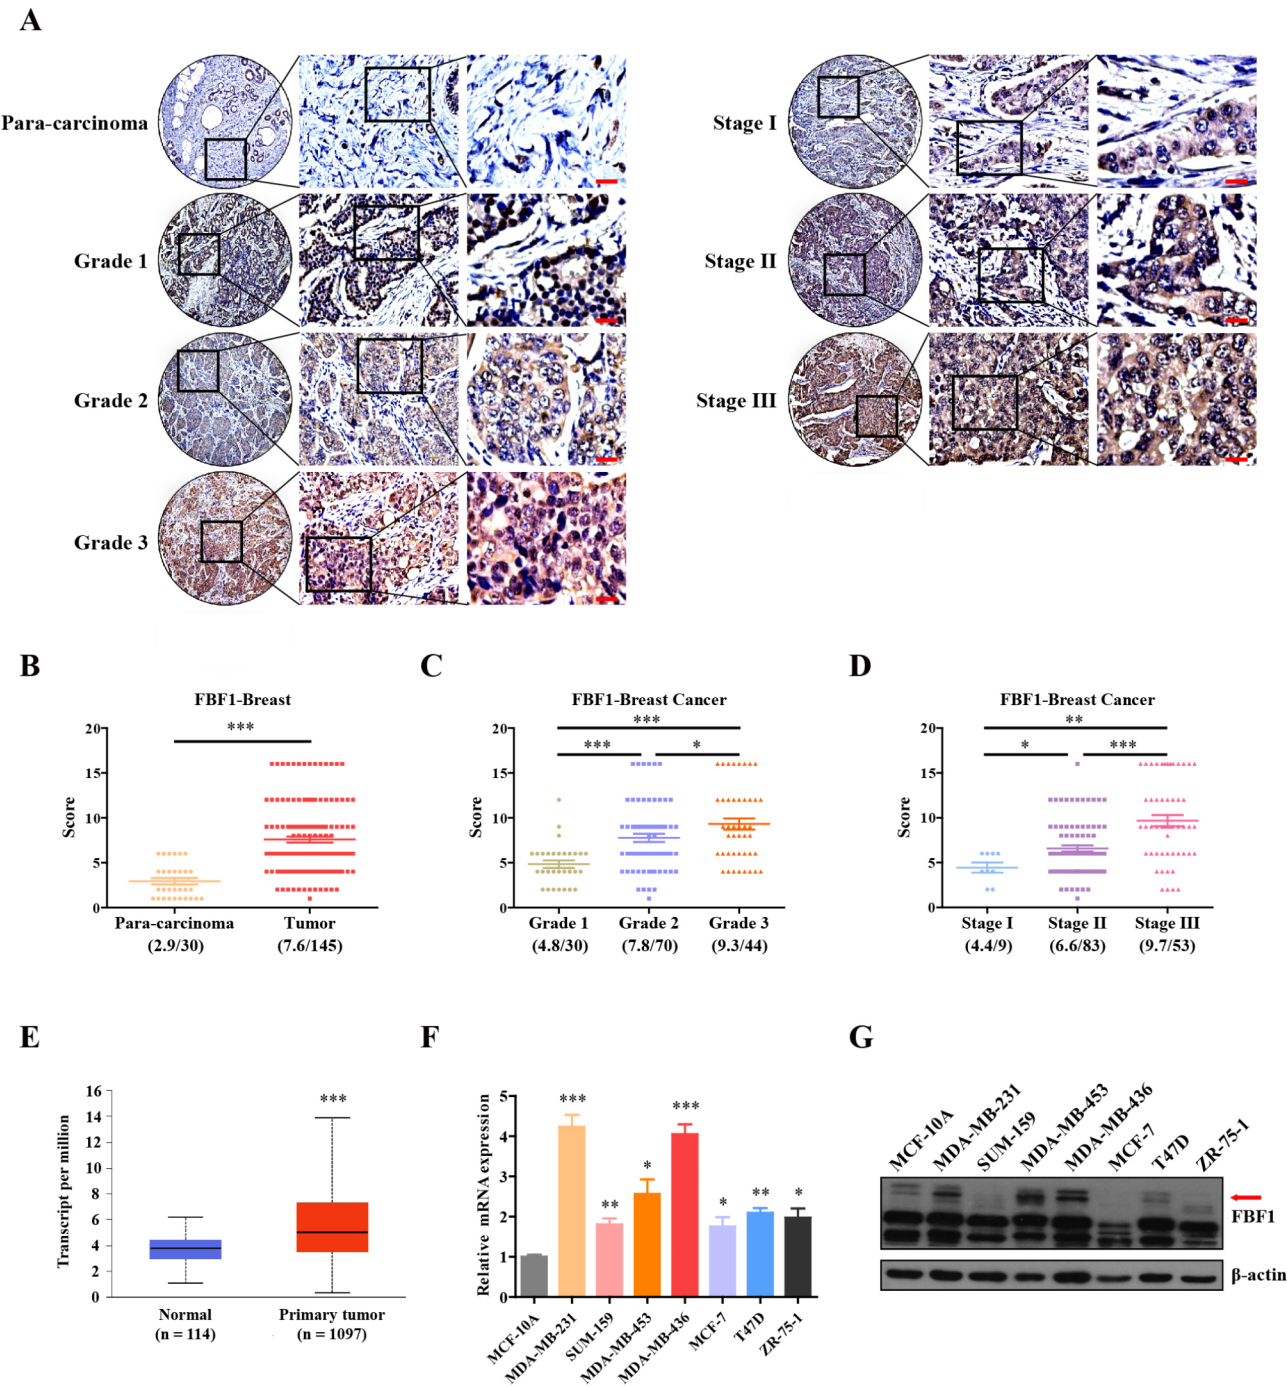 A
Para-carcinoma
Grade 1
Grade 2
Grade 3
Stage I
Stage II
Stage III
B
FBF1-Breast
***
Score
20
15
10
5
0
Para-carcinoma
(2.9/30)
Tumor
(7.6/145)
C
FBF1-Breast Cancer
***
***
*
Score
20
15
10
5
0
Grade 1
(4.8/30)
Grade 2
(7.8/70)
Grade 3
(9.3/44)
D
FBF1-Breast Cancer
**
*
***
Score
20
15
10
5
0
Stage I
(4.4/9)
Stage II
(6.6/83)
Stage III
(9.7/53)
E
Transcript per million
16
14
12
10
8
6
4
2
0
***
Normal
(n = 114)
Primary tumor
(n = 1097)
F
Relative mRNA expression
5
4
3
2
1
0
***
**
*
***
*
**
*
MCF-10A
MDA-MB-231
SUM-159
MDA-MB-453
MDA-MB-436
MCF-7
T47D
ZR-75-1
G
MCF-10A
MDA-MB-231
SUM-159
MDA-MB-453
MDA-MB-436
MCF-7
T47D
ZR-75-1
FBF1
β-actin